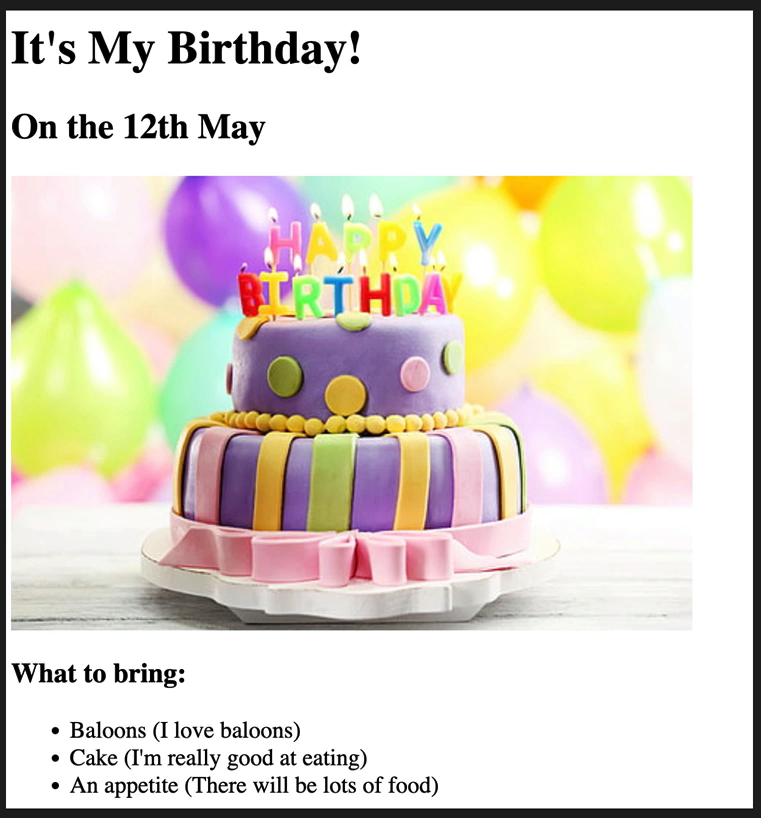 It's My Birthday!
On the 12th May
HAPPY
BIRTHDAY
What to bring:
Baloons (I love baloons)
Cake (I'm really good at eating)
An appetite (There will be lots of food)